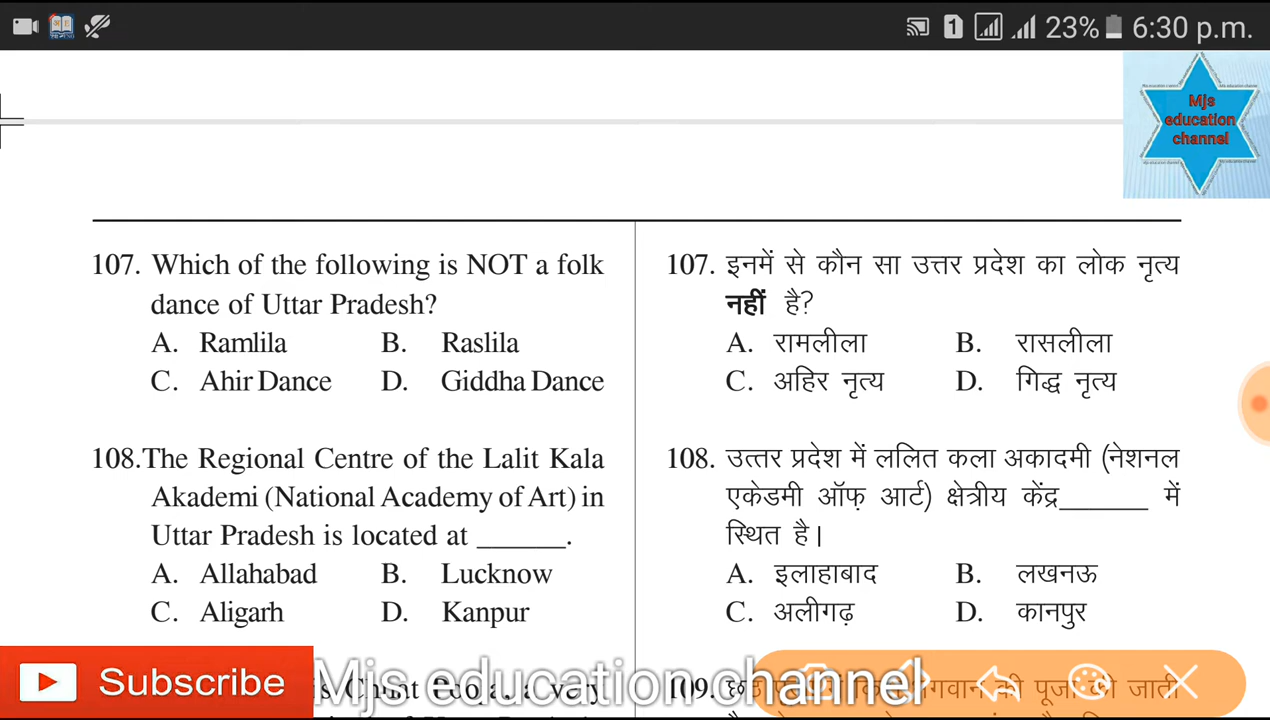 23% 6:30 p.m.
Mjs
education
channel
107. Which of the following is NOT a folk
dance of Uttar Pradesh?
A. Ramlila B. Raslila
C. Ahir Dance D. Giddha Dance
108.The Regional Centre of the Lalit Kala
Akademi (National Academy of Art) in
Uttar Pradesh is located at ______.
A. Allahabad B. Lucknow
C. Aligarh D. Kanpur
107. इनमें से कौन सा उत्तर प्रदेश का लोक नृत्य
नहीं है?
A. रामलीला B. रासलीला
C. अहिर नृत्य D. गिद्ध नृत्य
108. उत्तर प्रदेश में ललित कला अकादमी (नेशनल
एकेडमी ऑफ़ आर्ट) क्षेत्रीय केंद्र______ में
स्थित है।
A. इलाहाबाद B. लखनऊ
C. अलीगढ़ D. कानपुर
Subscribe
Mjs education channel
109.